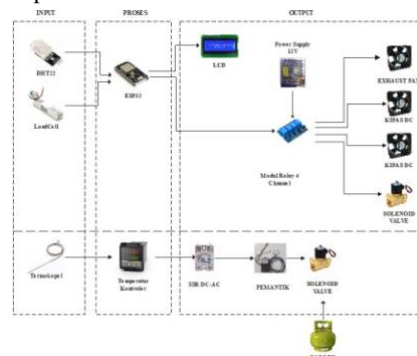 INPUT
PROSES
OUTPUT
DHT22
LoadCell
ESP32
LCD
Power Supply
12V
Modul Relay 4
Channel
EXHAUST FAN
KIPAS DC
KIPAS DC
SOLENOID
VALVE
Termokopel
Temperatur
Kontroler
SSR DC-AC
PEMANTIK
SOLENOID
VALVE